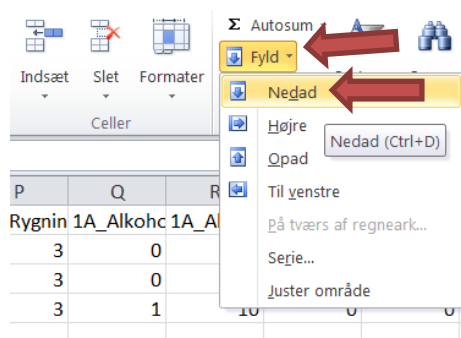 Σ Autosum
Fyld
Indsæt Slet Formater
Celler
Nedad
Højre
Nedad (Ctrl+D)
Opad
Til venstre
På tværs af regneark...
Serie...
Juster område
P Q R
Rygnin 1A_Alkoho 1A_Al
3 0
3 0
3 1 10 0 0